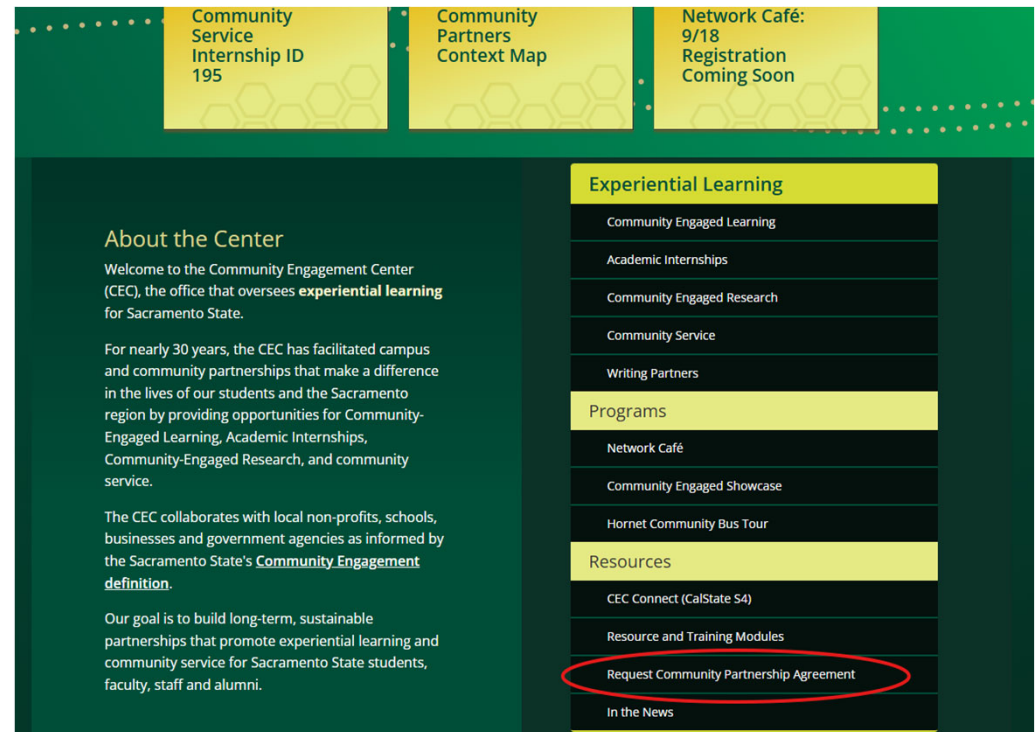 Community
Service
Internship ID
195
Community
Partners
Context Map
Network Café:
9/18
Registration
Coming Soon
About the Center
Welcome to the Community Engagement Center
(CEC), the office that oversees experiential learning
for Sacramento State.
For nearly 30 years, the CEC has facilitated campus
and community partnerships that make a difference
in the lives of our students and the Sacramento
region by providing opportunities for Community-
Engaged Learning, Academic Internships,
Community-Engaged Research, and community
service.
The CEC collaborates with local non-profits, schools,
businesses and government agencies as informed by
the Sacramento State's Community Engagement
definition.
Our goal is to build long-term, sustainable
partnerships that promote experiential learning and
community service for Sacramento State students,
faculty, staff and alumni.
Experiential Learning
Community Engaged Learning
Academic Internships
Community Engaged Research
Community Service
Writing Partners
Programs
Network Café
Community Engaged Showcase
Hornet Community Bus Tour
Resources
CEC Connect (CalState S4)
Resource and Training Modules
Request Community Partnership Agreement
In the News